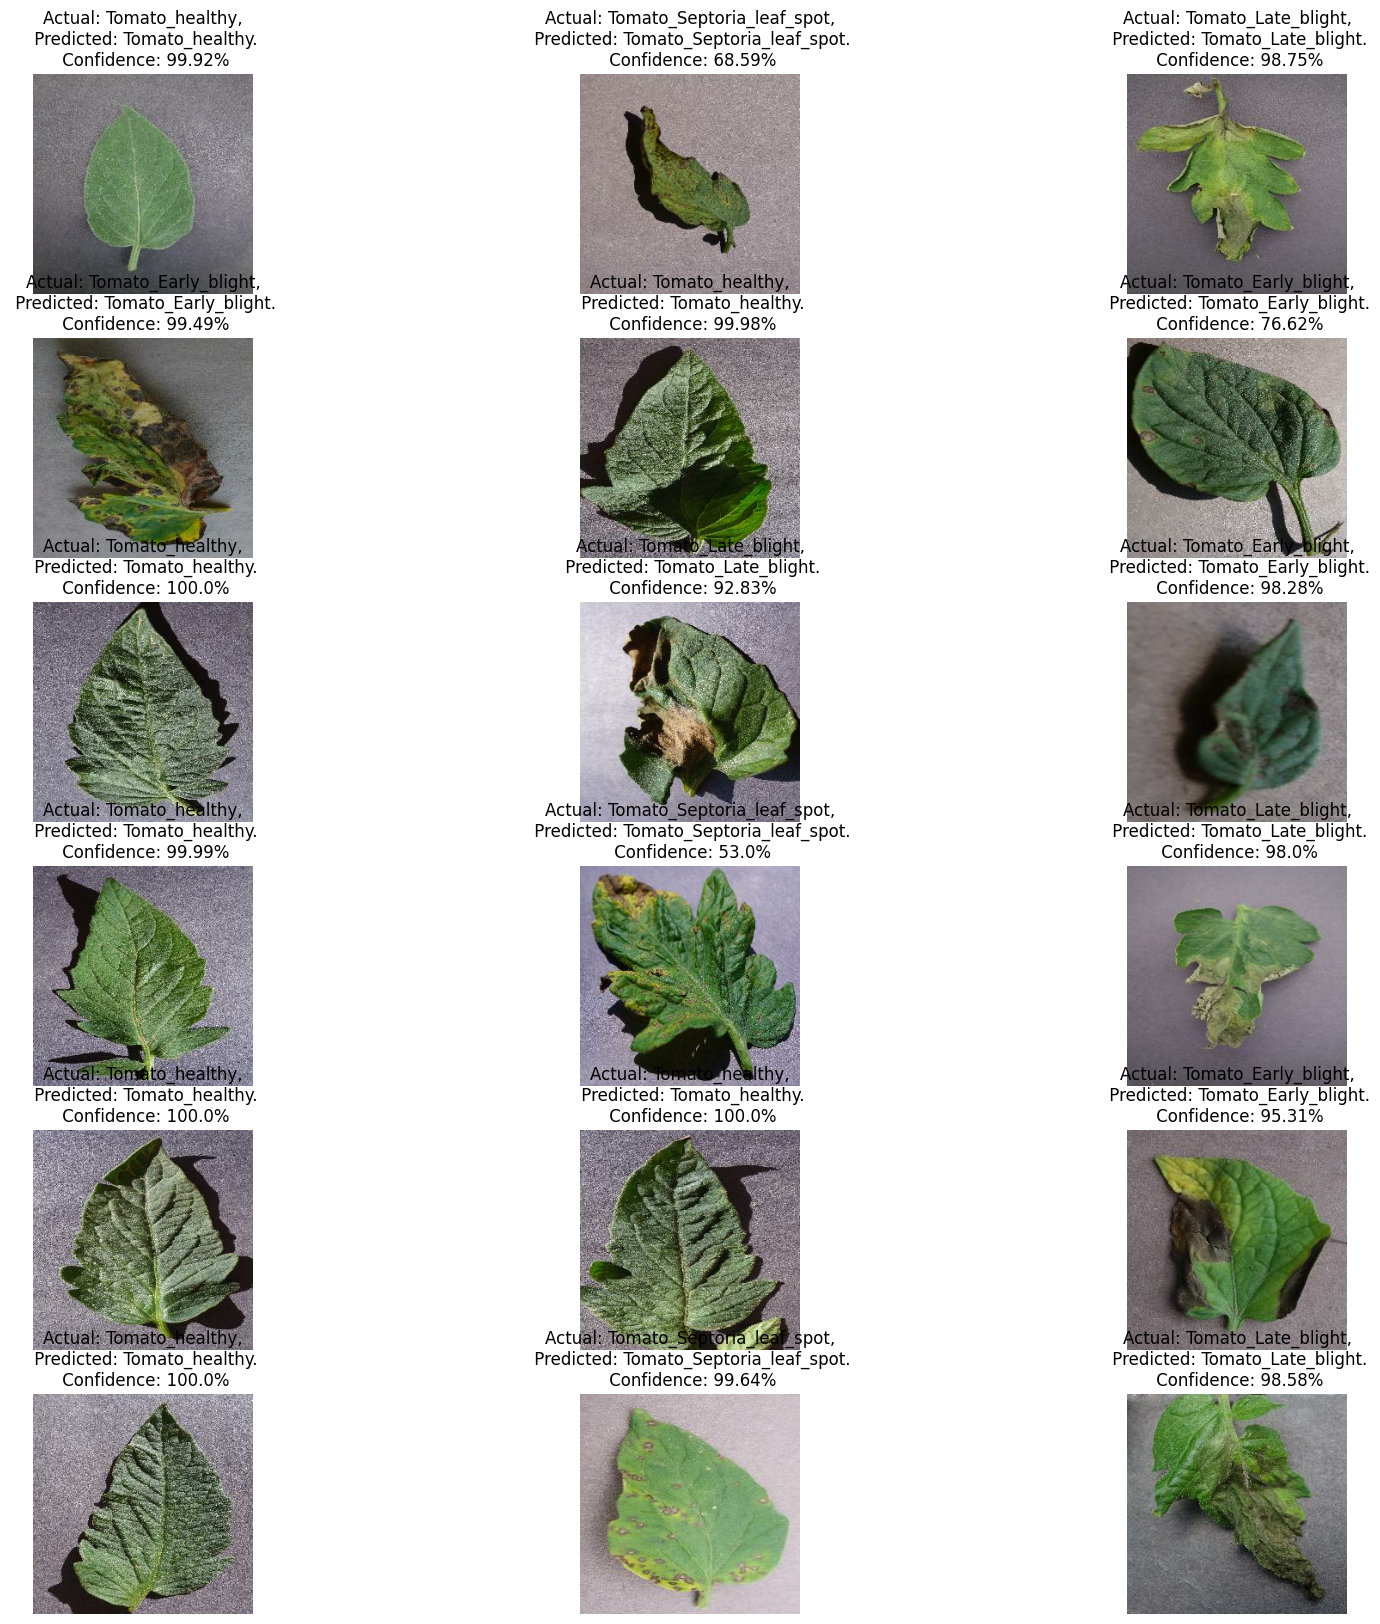 Actual: Tomato_healthy,
Predicted: Tomato_healthy.
Confidence: 99.92%
Actual: Tomato_Septoria_leaf_spot,
Predicted: Tomato_Septoria_leaf_spot.
Confidence: 68.59%
Actual: Tomato_Late_blight,
Predicted: Tomato_Late_blight.
Confidence: 98.75%
Actual: Tomato_Early_blight,
Predicted: Tomato_Early_blight.
Confidence: 99.49%
Actual: Tomato_healthy,
Predicted: Tomato_healthy.
Confidence: 99.98%
Actual: Tomato_Early_blight,
Predicted: Tomato_Early_blight.
Confidence: 76.62%
Actual: Tomato_healthy,
Predicted: Tomato_healthy.
Confidence: 100.0%
Actual: Tomato_Late_blight,
Predicted: Tomato_Late_blight.
Confidence: 92.83%
Actual: Tomato_Early_blight,
Predicted: Tomato_Early_blight.
Confidence: 98.28%
Actual: Tomato_healthy,
Predicted: Tomato_healthy.
Confidence: 99.99%
Actual: Tomato_Septoria_leaf_spot,
Predicted: Tomato_Septoria_leaf_spot.
Confidence: 53.0%
Actual: Tomato_Late_blight,
Predicted: Tomato_Late_blight.
Confidence: 98.0%
Actual: Tomato_healthy,
Predicted: Tomato_healthy.
Confidence: 100.0%
Actual: Tomato_healthy,
Predicted: Tomato_healthy.
Confidence: 100.0%
Actual: Tomato_Early_blight,
Predicted: Tomato_Early_blight.
Confidence: 95.31%
Actual: Tomato_healthy,
Predicted: Tomato_healthy.
Confidence: 100.0%
Actual: Tomato_Septoria_leaf_spot,
Predicted: Tomato_Septoria_leaf_spot.
Confidence: 99.64%
Actual: Tomato_Late_blight,
Predicted: Tomato_Late_blight.
Confidence: 98.58%